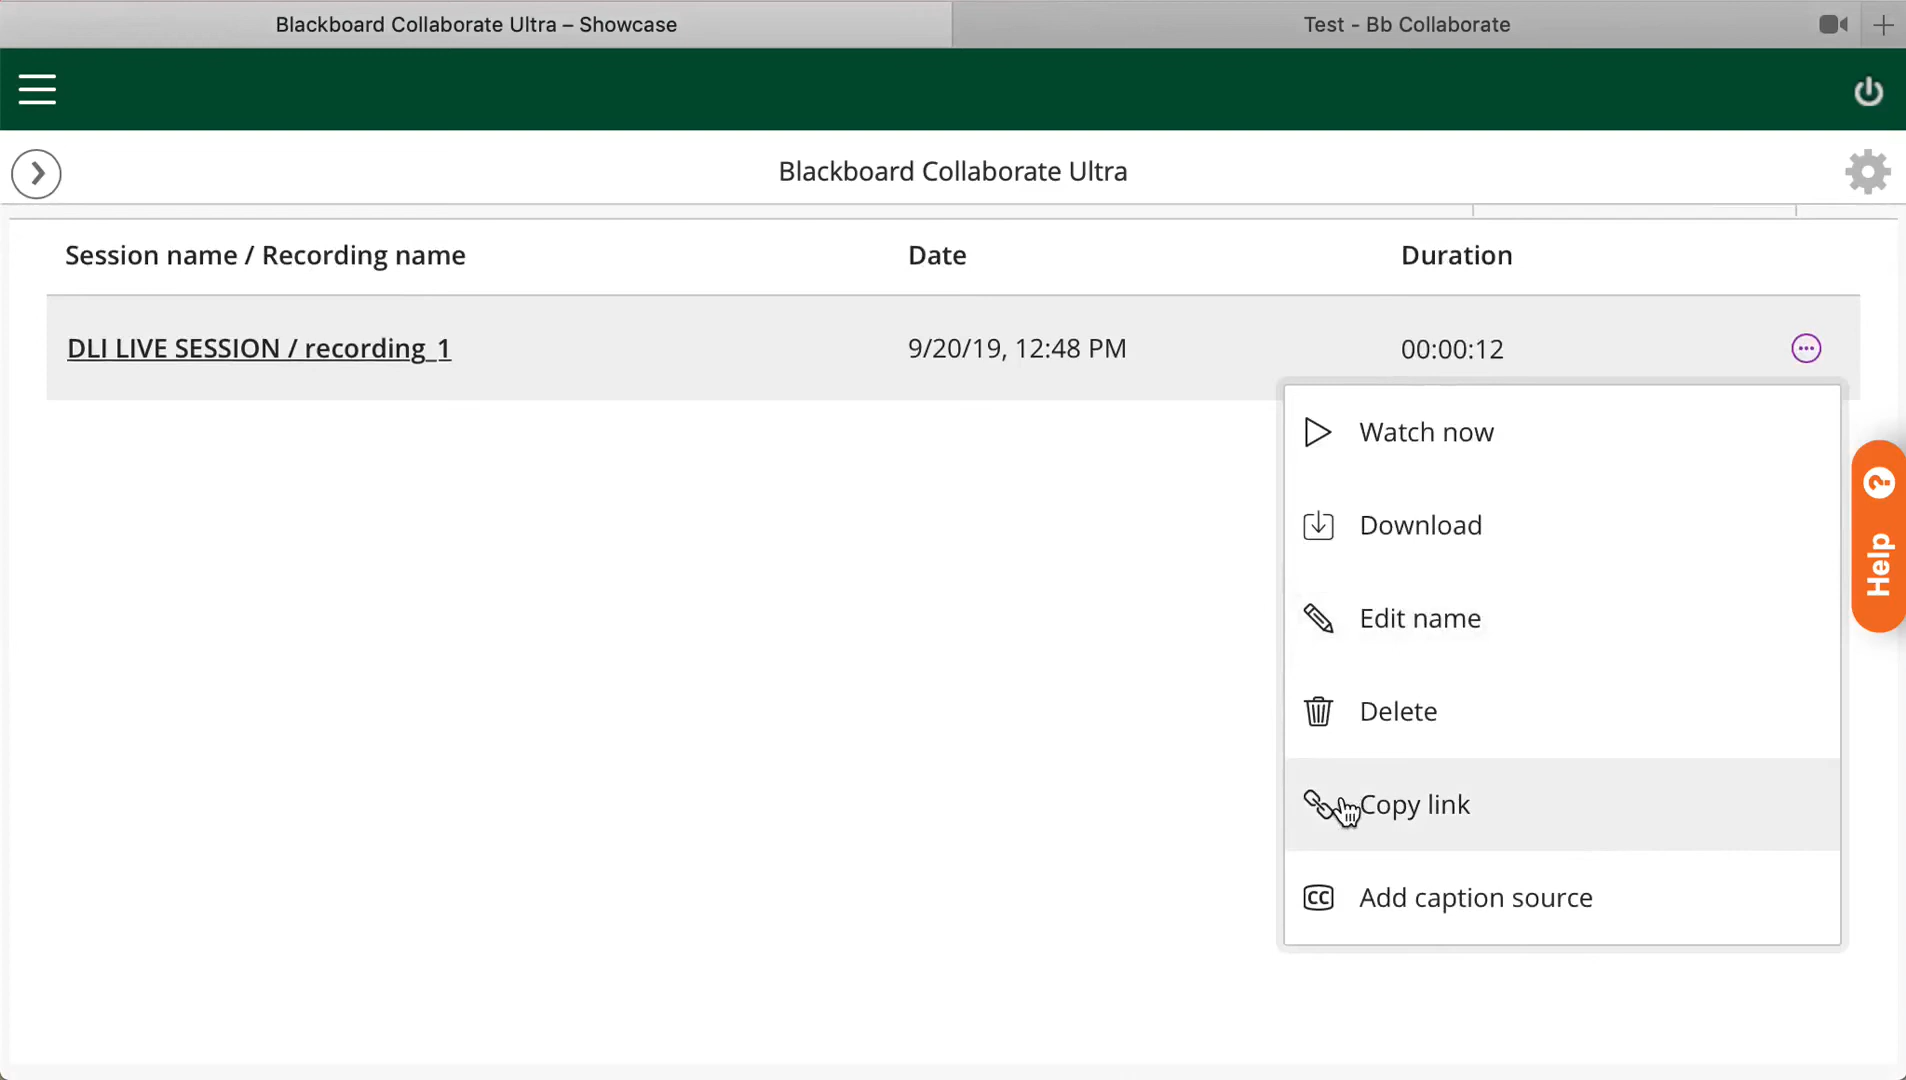 Blackboard Collaborate Ultra – Showcase
Test - Bb Collaborate
Blackboard Collaborate Ultra
Session name / Recording name
Date
Duration
DLI LIVE SESSION / recording_1
9/20/19, 12:48 PM
00:00:12
Watch now
Download
Edit name
Delete
Copy link
CC Add caption source
Help ?